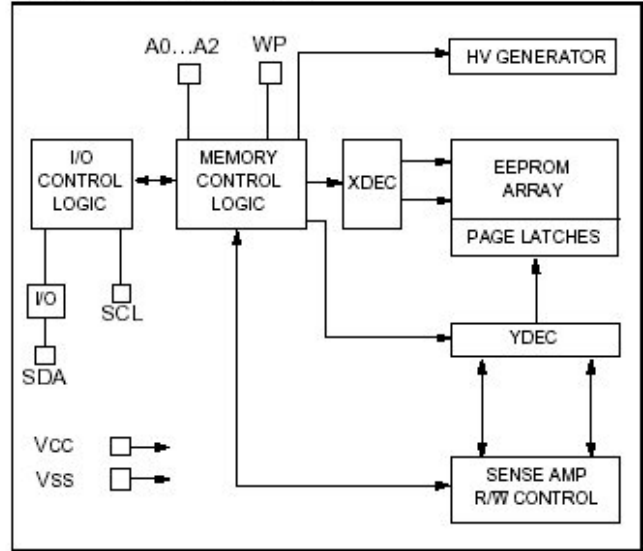 A0...A2
WP
HV GENERATOR
I/O
CONTROL
LOGIC
MEMORY
CONTROL
LOGIC
XDEC
EEPROM
ARRAY
PAGE LATCHES
I/O
SCL
SDA
YDEC
VCC
VSS
SENSE AMP
R/W̅ CONTROL